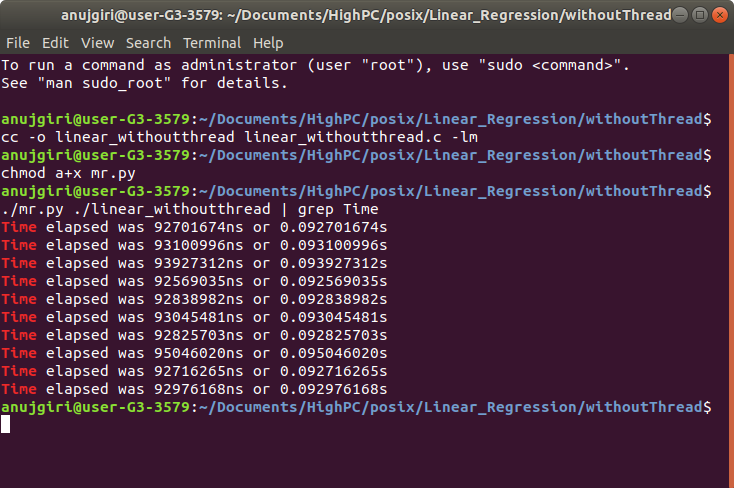 anujgiri@user-G3-3579: ~/Documents/HighPC/posix/Linear_Regression/withoutThread
File Edit View Search Terminal Help
To run a command as administrator (user "root"), use "sudo <command>".
See "man sudo_root" for details.
anujgiri@user-G3-3579:~/Documents/HighPC/posix/Linear_Regression/withoutThread$
cc -o linear_withoutthread linear_withoutthread.c -lm
anujgiri@user-G3-3579:~/Documents/HighPC/posix/Linear_Regression/withoutThread$
chmod a+x mr.py
anujgiri@user-G3-3579:~/Documents/HighPC/posix/Linear_Regression/withoutThread$
./mr.py ./linear_withoutthread | grep Time
Time elapsed was 92701674ns or 0.092701674s
Time elapsed was 93100996ns or 0.093100996s
Time elapsed was 93927312ns or 0.093927312s
Time elapsed was 92569035ns or 0.092569035s
Time elapsed was 92838982ns or 0.092838982s
Time elapsed was 93045481ns or 0.093045481s
Time elapsed was 92825703ns or 0.092825703s
Time elapsed was 95046020ns or 0.095046020s
Time elapsed was 92716265ns or 0.092716265s
Time elapsed was 92976168ns or 0.092976168s
anujgiri@user-G3-3579:~/Documents/HighPC/posix/Linear_Regression/withoutThread$